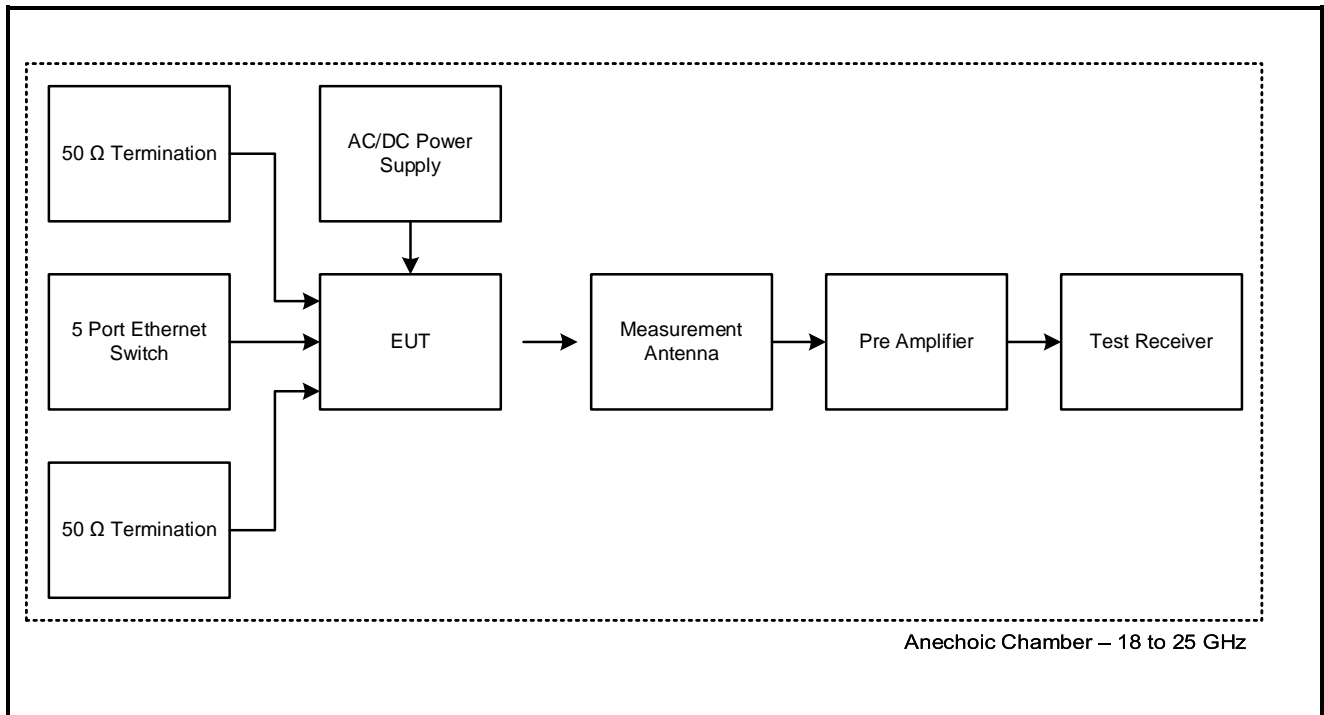 50 Ω Termination
AC/DC Power
Supply
5 Port Ethernet
Switch
EUT
Measurement
Antenna
Pre Amplifier
Test Receiver
50 Ω Termination
Anechoic Chamber – 18 to 25 GHz